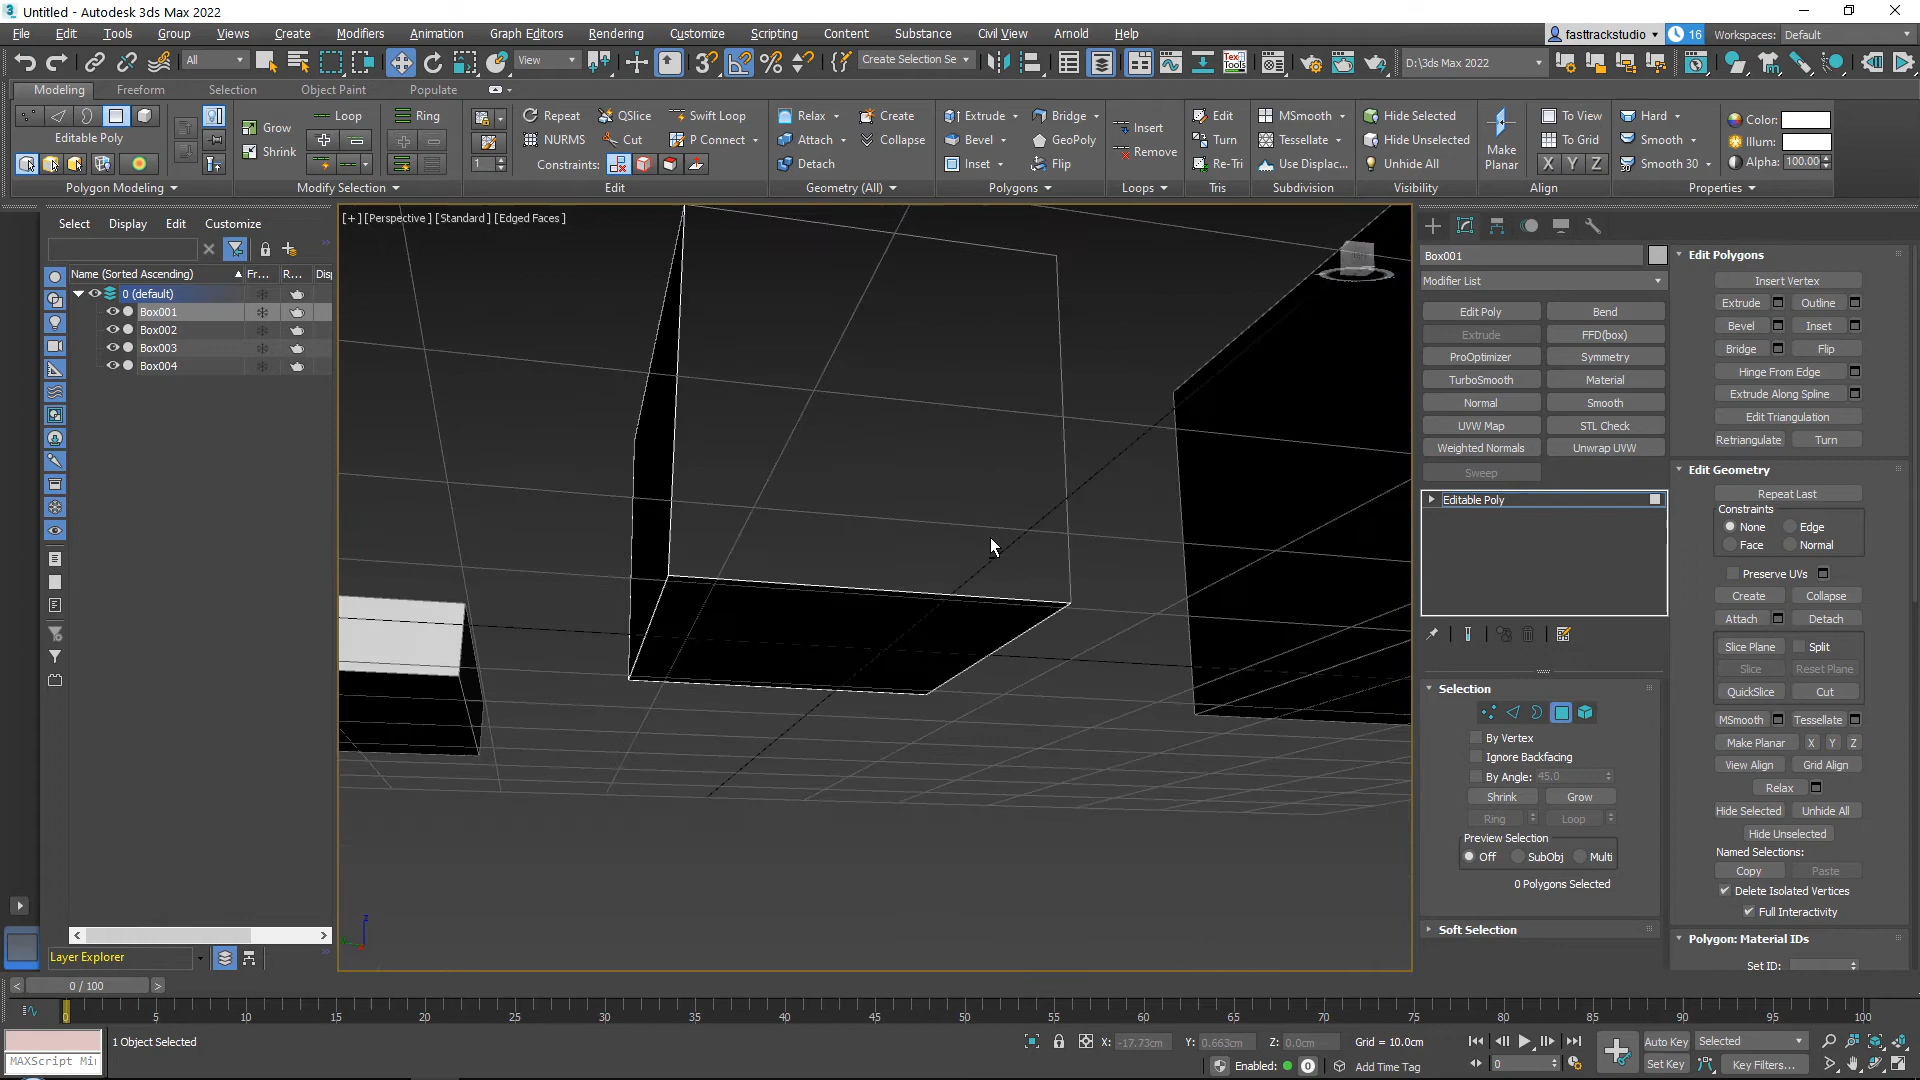 Untitled - Autodesk 3ds Max 2022
File Edit Tools Group Views Create Modifiers Animation Graph Editors Rendering Customize Scripting Content Civil View Substance Arnold Help
fasttrackstudio 16 Workspaces: Default
All View Create Selection Se D:\3ds Max 2022
Modeling Freeform Selection Object Paint Populate
Editable Poly
Polygon Modeling
Grow Loop Ring
Shrink
Modify Selection
Repeat QSlice Swift Loop
NURMS Cut P Connect
1 Constraints:
Edit
Relax Create
Attach Collapse
Detach
Geometry (All)
Extrude Bridge
Bevel GeoPoly
Inset Flip
Polygons
Insert
Remove
Loops
Edit
Turn
Re-Tri
Tris
MSmooth
Tessellate
Use Displac...
Subdivision
Hide Selected
Hide Unselected
Unhide All
Visibility
Make Planar
To View
To Grid
X Y Z
Align
Hard
Smooth
Smooth 30
Color:
Illum:
Alpha: 100.00
Properties
Select Display Edit Customize
Name (Sorted Ascending) Fr... R... Disp
0 (default)
Box001
Box002
Box003
Box004
Layer Explorer
[+] [Perspective ] [Standard ] [Edged Faces ]
z
Box001
Modifier List
Edit Poly Bend
Extrude FFD(box)
ProOptimizer Symmetry
TurboSmooth Material
Normal Smooth
UVW Map STL Check
Weighted Normals Unwrap UVW
Sweep
Editable Poly
Selection
By Vertex
Ignore Backfacing
By Angle: 45.0
Shrink Grow
Ring Loop
Preview Selection
Off SubObj Multi
0 Polygons Selected
Soft Selection
Edit Polygons
Insert Vertex
Extrude Outline
Bevel Inset
Bridge Flip
Hinge From Edge
Extrude Along Spline
Edit Triangulation
Retriangulate Turn
Edit Geometry
Repeat Last
Constraints
None Edge
Face Normal
Preserve UVs
Create Collapse
Attach Detach
Slice Plane Split
Slice Reset Plane
QuickSlice Cut
MSmooth Tessellate
Make Planar X Y Z
View Align Grid Align
Relax
Hide Selected Unhide All
Hide Unselected
Named Selections:
Copy Paste
Delete Isolated Vertices
Full Interactivity
Polygon: Material IDs
Set ID:
0 / 100
0 5 10 15 20 25 30 35 40 45 50 55 60 65 70 75 80 85 90 95 100
1 Object Selected X: -17.73cm Y: 0.663cm Z: 0.0cm Grid = 10.0cm Auto Key Selected
MAXScript Mi Enabled: 0 Add Time Tag 0 Set Key Key Filters...